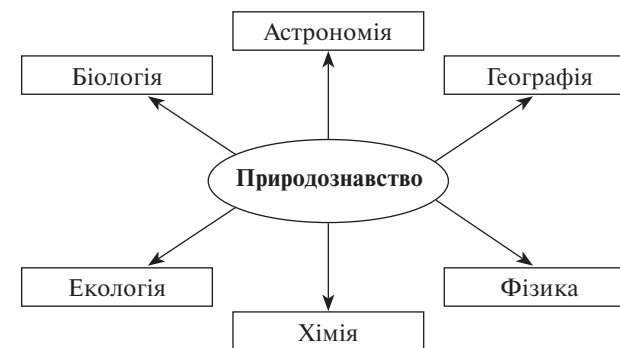 Астрономія
Біологія
Географія
Природознавство
Екологія
Фізика
Хімія